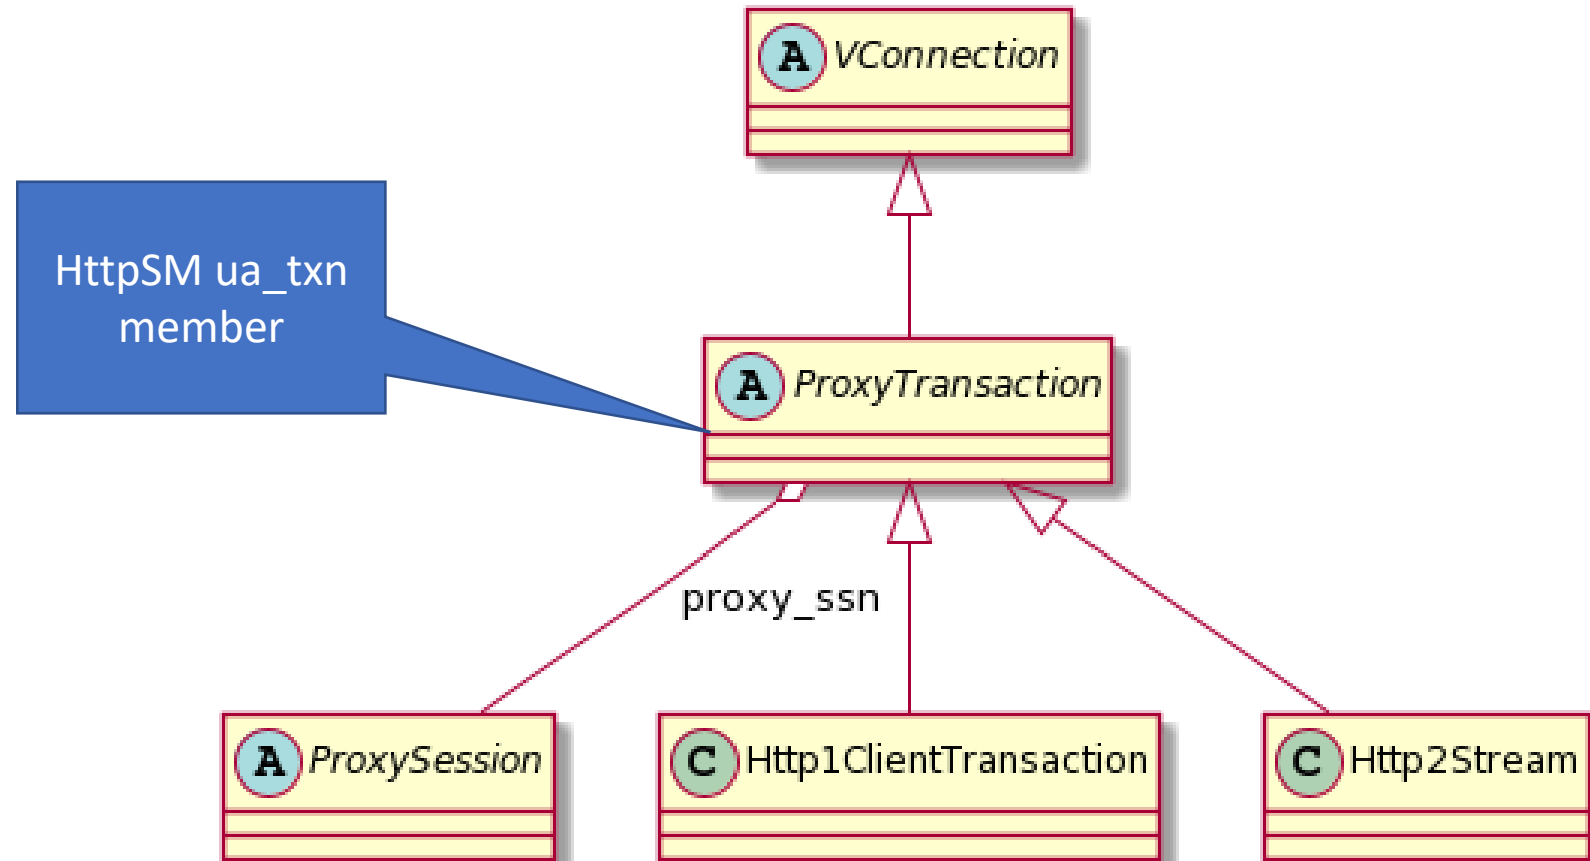 A VConnection
HttpSM ua_txn
member
A ProxyTransaction
proxy_ssn
A ProxySession
C Http1ClientTransaction
C Http2Stream